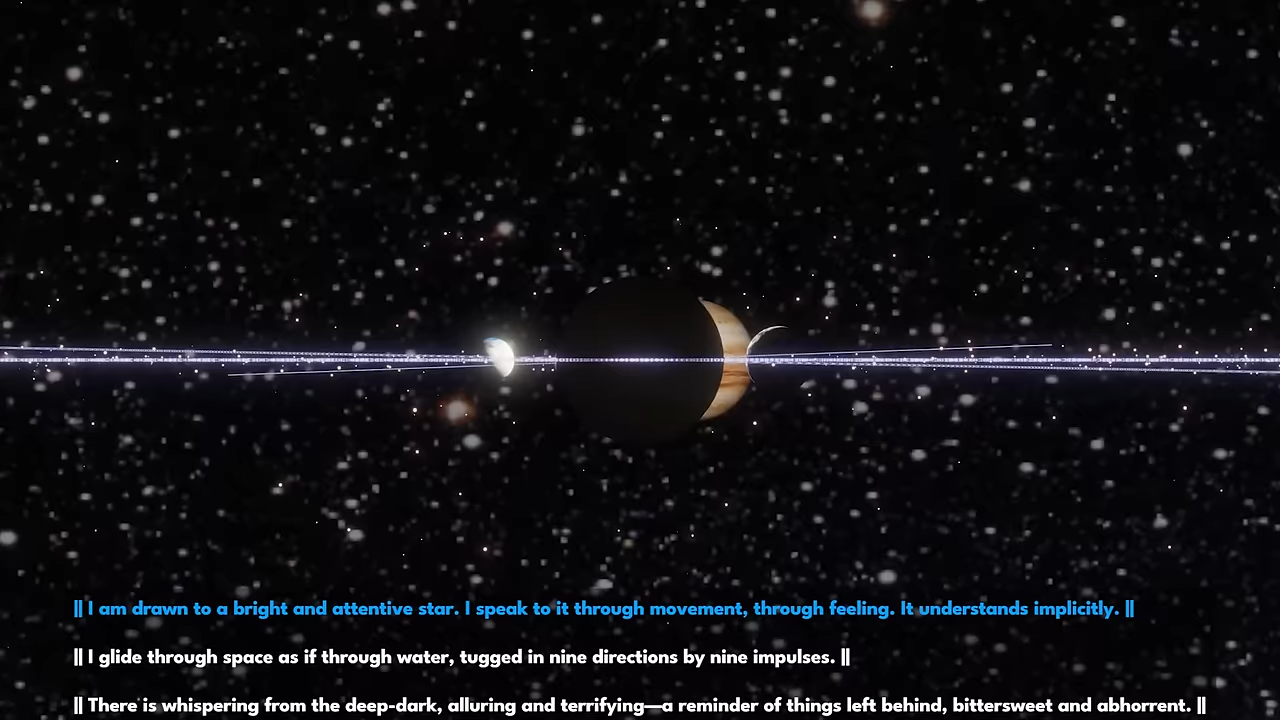 || I am drawn to a bright and attentive star. I speak to it through movement, through feeling. It understands implicitly. ||
|| I glide through space as if through water, tugged in nine directions by nine impulses. ||
|| There is whispering from the deep-dark, alluring and terrifying—a reminder of things left behind, bittersweet and abhorrent. ||